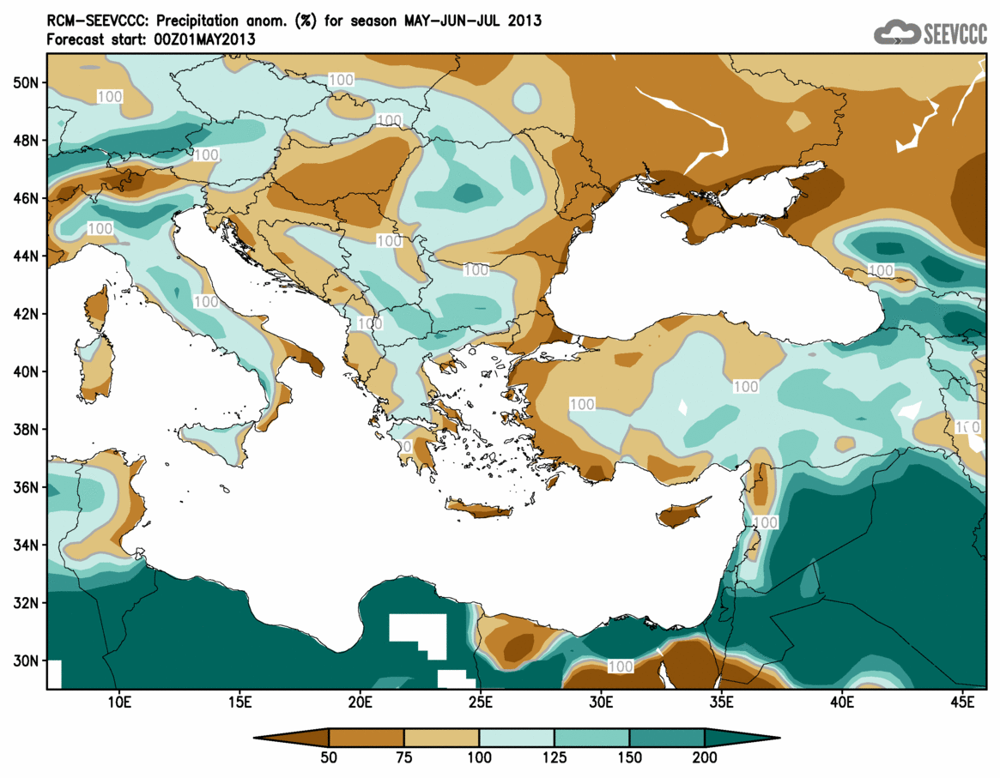 RCM-SEEVCCC: Precipitation anom. (%) for season MAY-JUN-JUL 2013
Forecast start: 00Z01MAY2013
SEEVCCC
50N
48N
46N
44N
42N
40N
38N
36N
34N
32N
30N
100
100
100
100
100
100
100
100
100
100
100
100
100
100
10E
15E
20E
25E
30E
35E
40E
45E
50
75
100
125
150
200